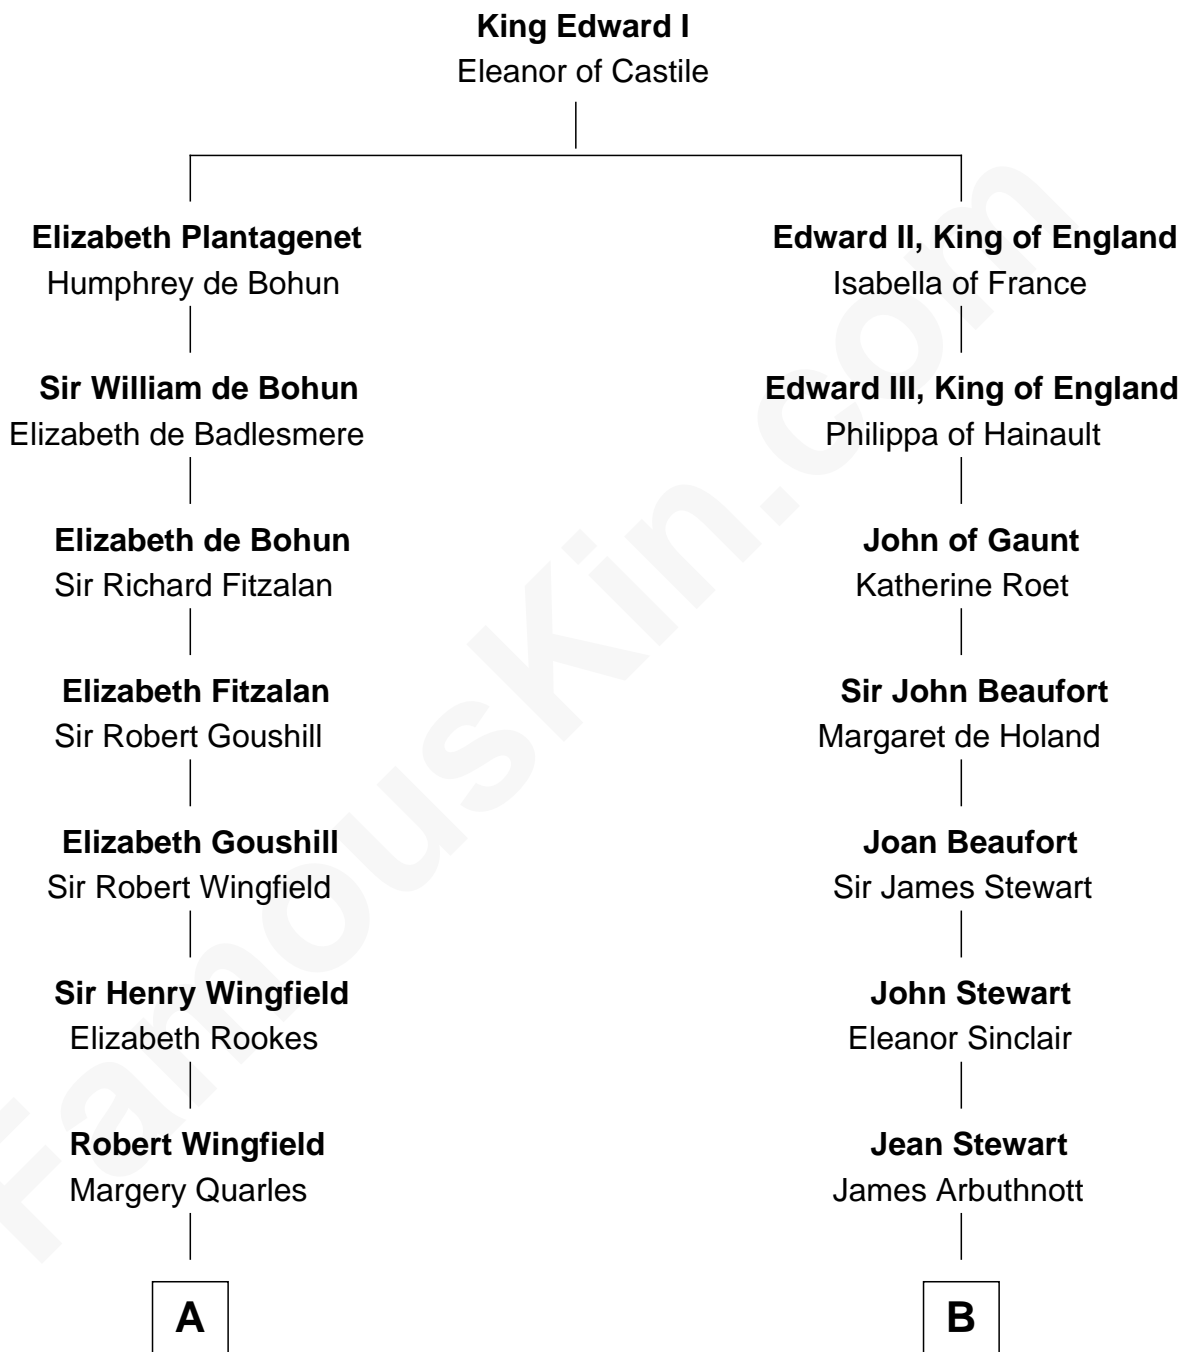 King Edward I
Eleanor of Castile
Elizabeth Plantagenet
Humphrey de Bohun
Edward II, King of England
Isabella of France
Sir William de Bohun
Elizabeth de Badlesmere
Edward III, King of England
Philippa of Hainault
Elizabeth de Bohun
Sir Richard Fitzalan
John of Gaunt
Katherine Roet
Elizabeth Fitzalan
Sir Robert Goushill
Sir John Beaufort
Margaret de Holand
Elizabeth Goushill
Sir Robert Wingfield
Joan Beaufort
Sir James Stewart
Sir Henry Wingfield
Elizabeth Rookes
John Stewart
Eleanor Sinclair
Robert Wingfield
Margery Quarles
Jean Stewart
James Arbuthnott
A
B
FamousKin.com